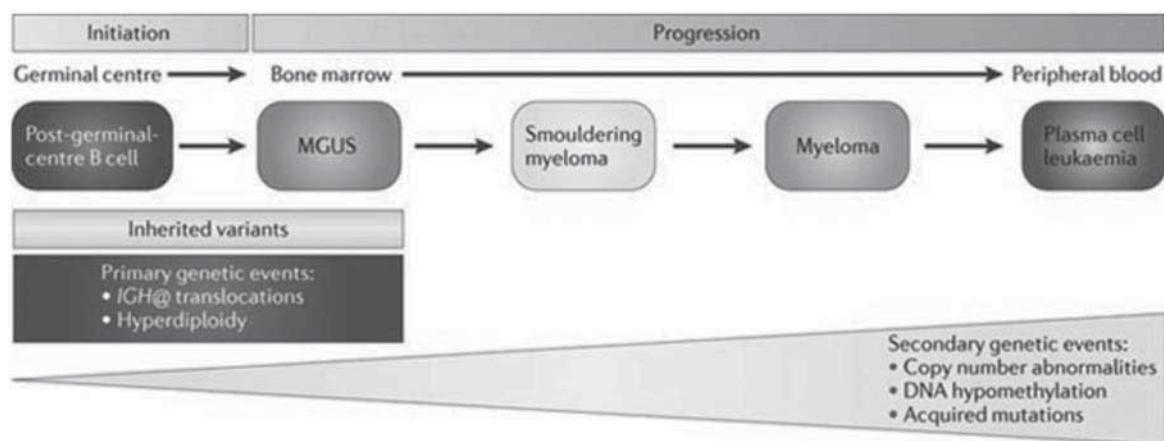 Initiation
Progression
Germinal centre
Bone marrow
Peripheral blood
Post-germinal-
centre B cell
MGUS
Smouldering
myeloma
Myeloma
Plasma cell
leukaemia
Inherited variants
Primary genetic events:
• IGH@ translocations
• Hyperdiploidy
Secondary genetic events:
• Copy number abnormalities
• DNA hypomethylation
• Acquired mutations